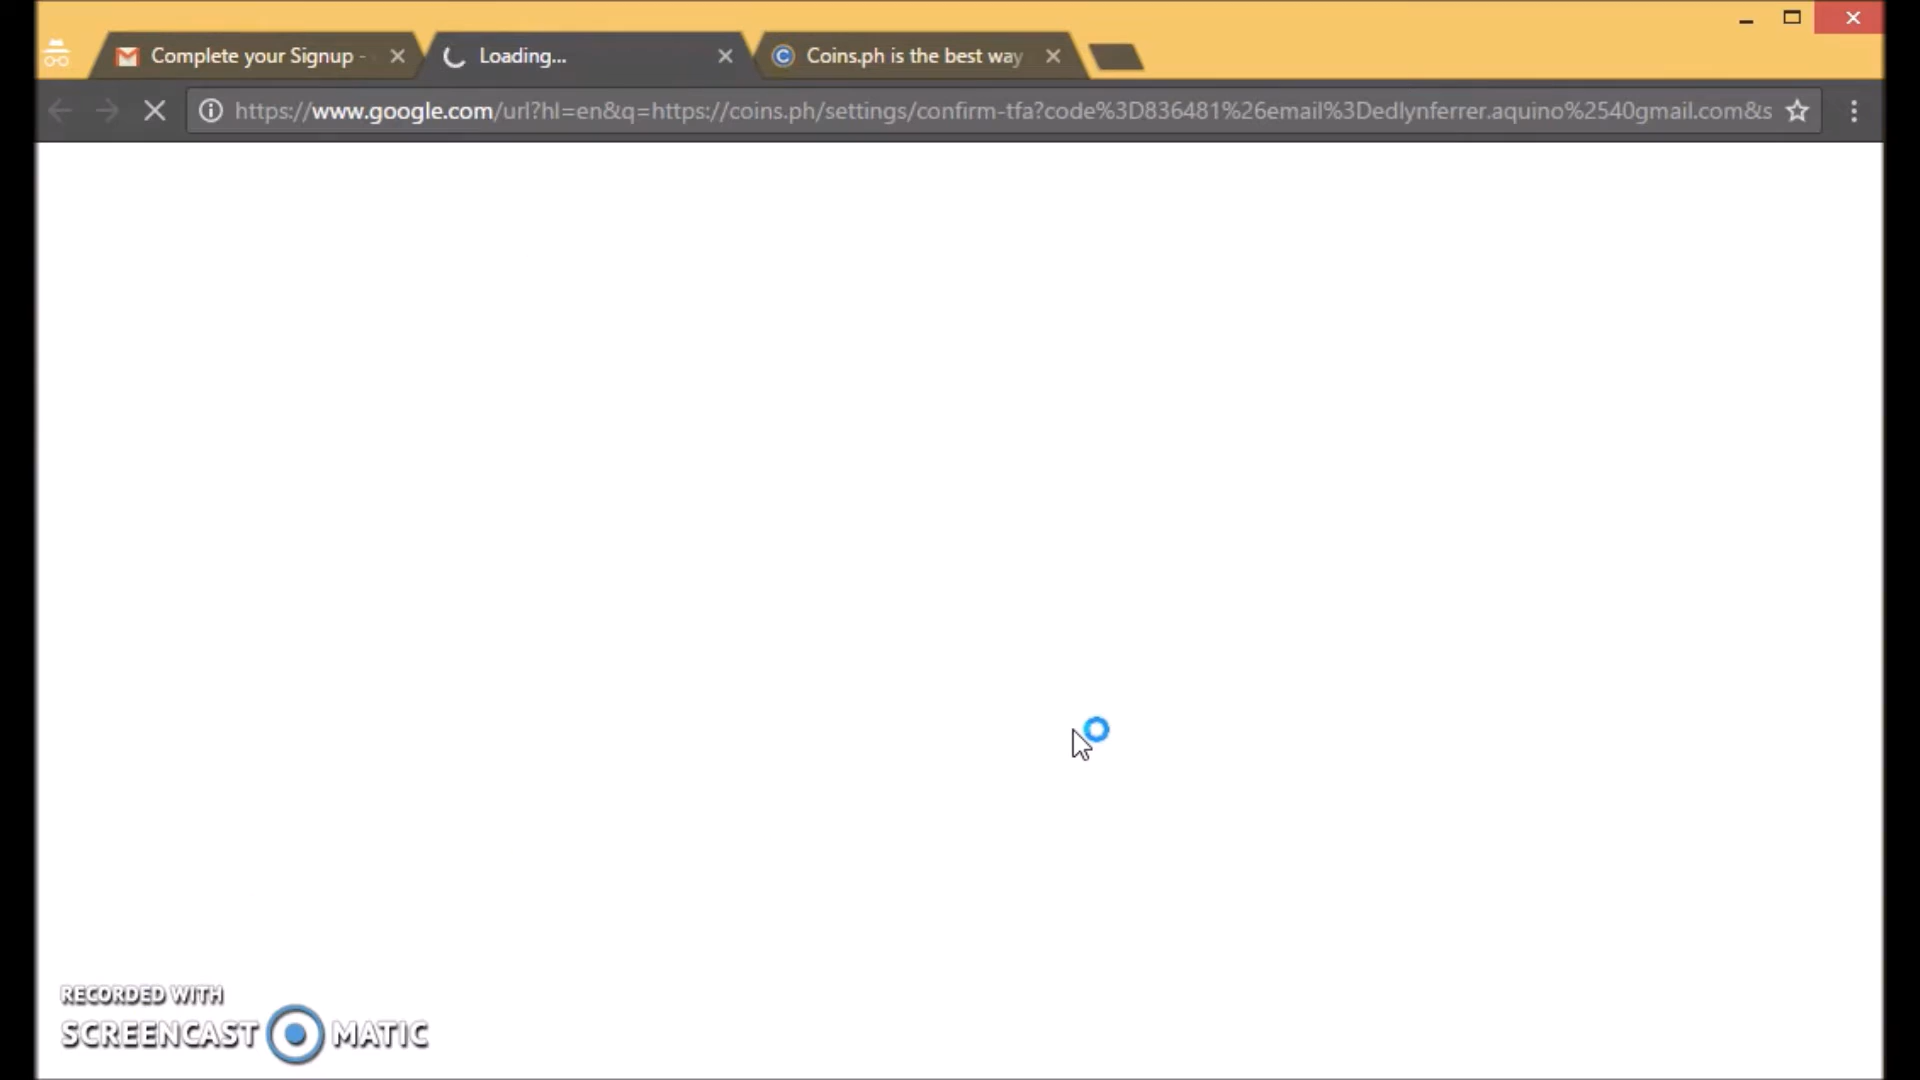 Complete your Signup -
Loading...
Coins.ph is the best way
https://www.google.com/url?hl=en&q=https://coins.ph/settings/confirm-tfa?code%3D836481%26email%3Dedlynferrer.aquino%2540gmail.com&s
RECORDED WITH
SCREENCAST MATIC